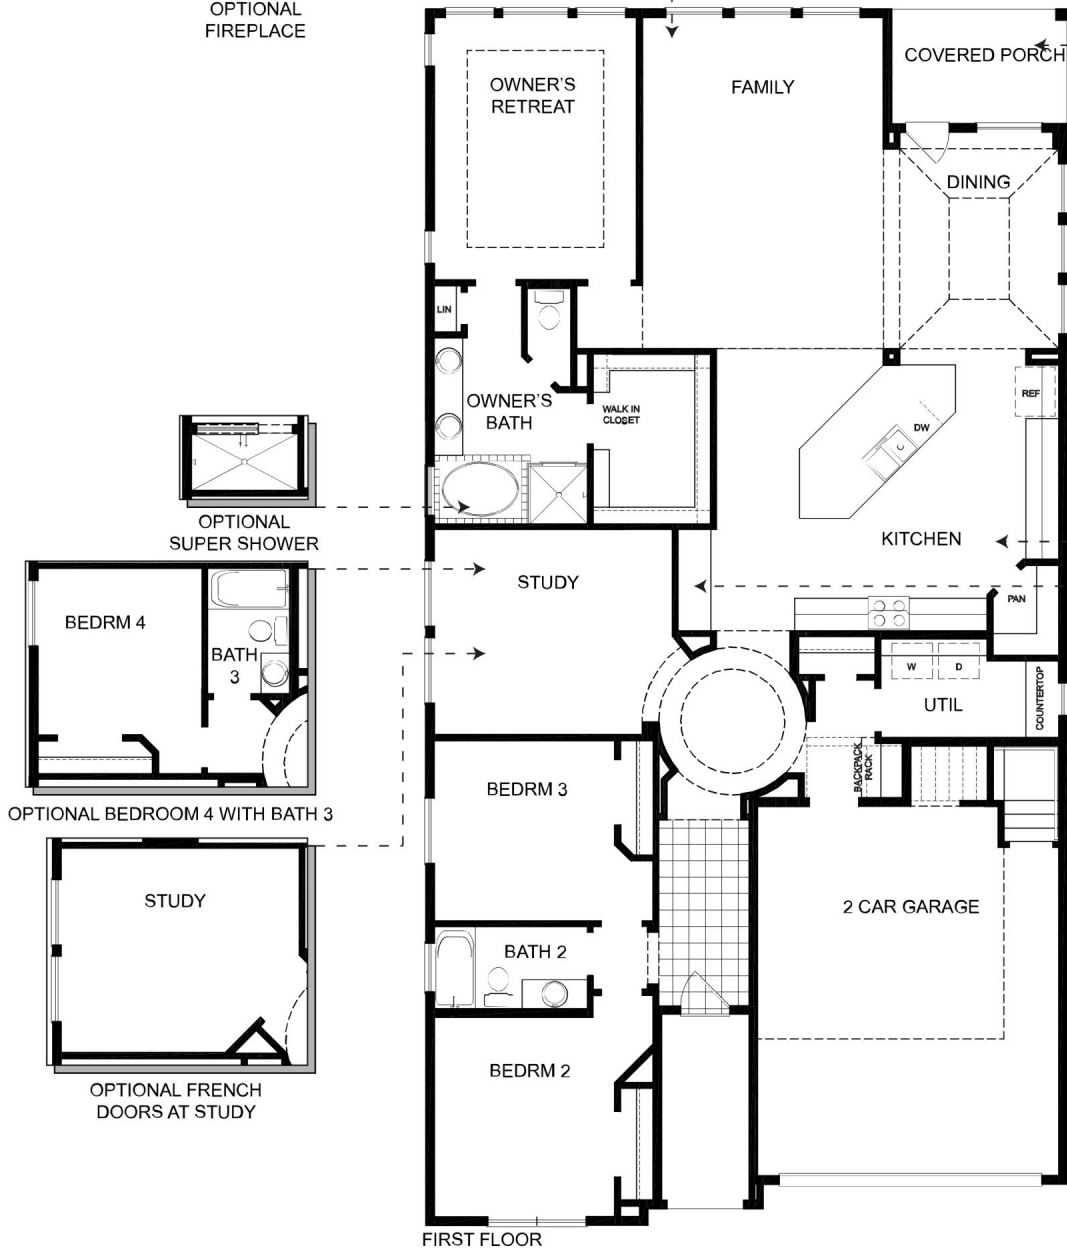 OPTIONAL
FIREPLACE
OWNER'S
RETREAT
FAMILY
COVERED PORCH
DINING
LIN
OWNER'S
BATH
WALK IN
CLOSET
REF
DW
KITCHEN
PAN
OPTIONAL
SUPER SHOWER
STUDY
BEDRM 4
BATH
3
OPTIONAL BEDROOM 4 WITH BATH 3
W
D
UTIL
COUNTERTOP
BACKPACK
RACK
BEDRM 3
STUDY
2 CAR GARAGE
BATH 2
BEDRM 2
OPTIONAL FRENCH
DOORS AT STUDY
FIRST FLOOR